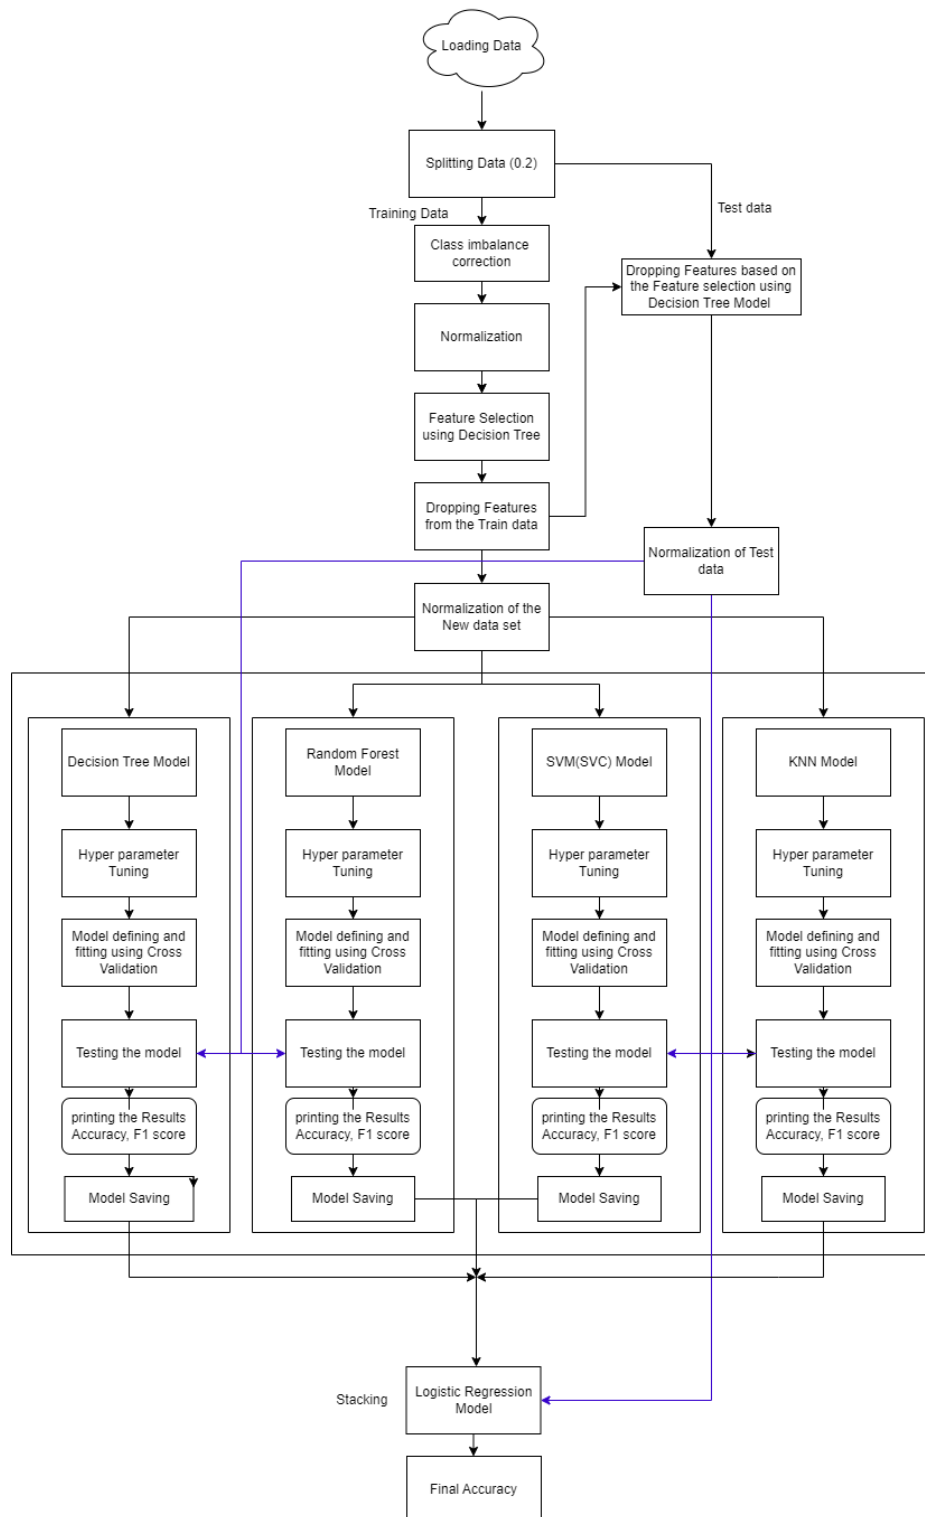 Loading Data
Splitting Data (0.2)
Training Data
Test data
Class imbalance
correction
Dropping Features based on
the Feature selection using
Decision Tree Model
Normalization
Feature Selection
using Decision Tree
Dropping Features
from the Train data
Normalization of Test
data
Normalization of the
New data set
Decision Tree Model
Hyper parameter
Tuning
Model defining and
fitting using Cross
Validation
Testing the model
printing the Results
Accuracy, F1 score
Model Saving
Random Forest
Model
Hyper parameter
Tuning
Model defining and
fitting using Cross
Validation
Testing the model
printing the Results
Accuracy, F1 score
Model Saving
SVM(SVC) Model
Hyper parameter
Tuning
Model defining and
fitting using Cross
Validation
Testing the model
printing the Results
Accuracy, F1 score
Model Saving
KNN Model
Hyper parameter
Tuning
Model defining and
fitting using Cross
Validation
Testing the model
printing the Results
Accuracy, F1 score
Model Saving
Stacking
Logistic Regression
Model
Final Accuracy